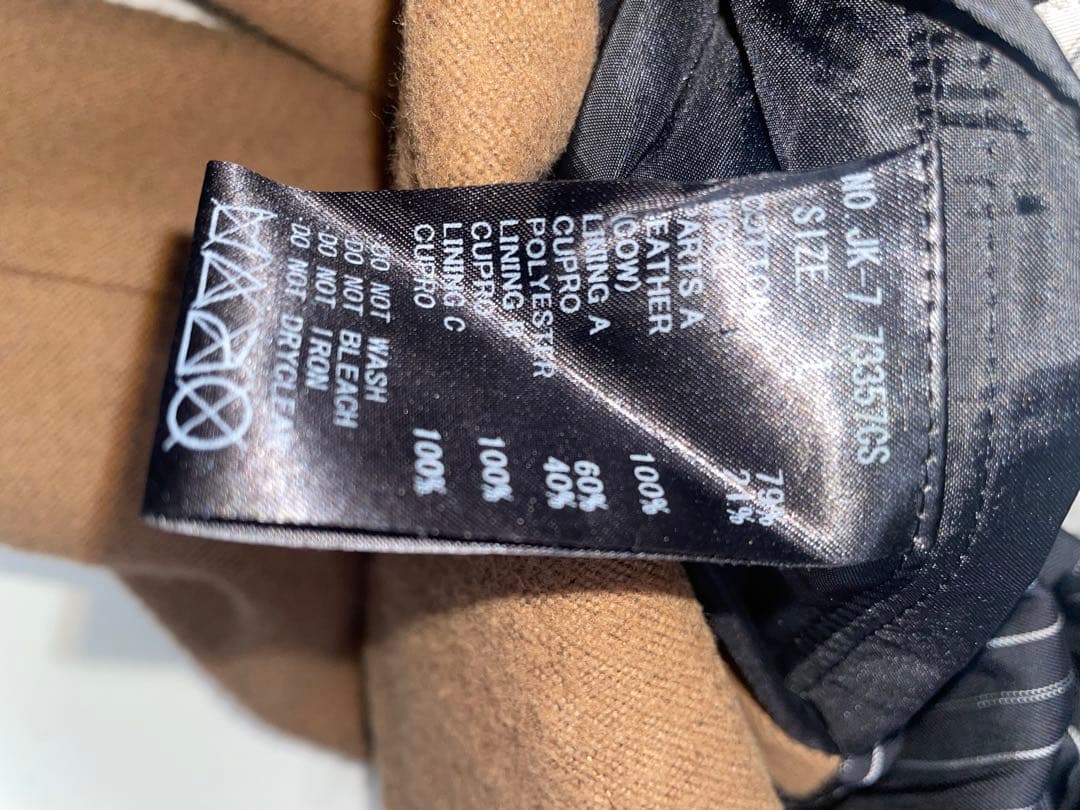 NO.JK-7
SIZE
COTTON 79%
WOOL 21%
PARTS A
LEATHER 100%
(COW)
LINING A
CUPRO 60%
POLYESTER 40%
LINING B
CUPRO 100%
LINING C
CUPRO 100%
·DO NOT WASH
·DO NOT BLEACH
·DO NOT IRON
·DO NOT DRYCLEAN